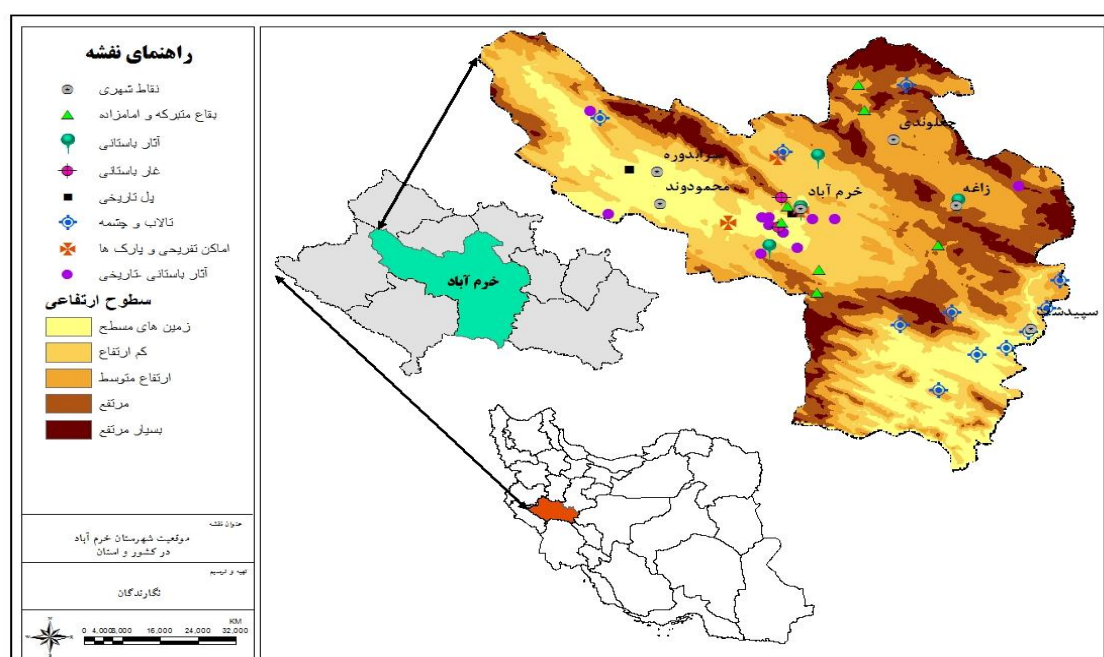 راهنمای نقشه
نقاط شهری
بقاع متبرکه و امامزاده
آثار باستانی
غار باستانی
پل تاریخی
تالاب و چشمه
اماکن تفریحی و پارک ها
آثار باستانی -تاریخی
سطوح ارتفاعی
زمین های مسطح
کم ارتفاع
ارتفاع متوسط
مرتفع
بسیار مرتفع
عنوان نقشه
موقعیت شهرستان خرم آباد
در کشور و استان
تهیه و ترسیم
نگارندگان
KM
0 4,000 8,000 16,000 24,000 32,000
چغلوندی
سرابدوره
محمودوند
خرم آباد
زاغه
سپیددشت
خرم آباد